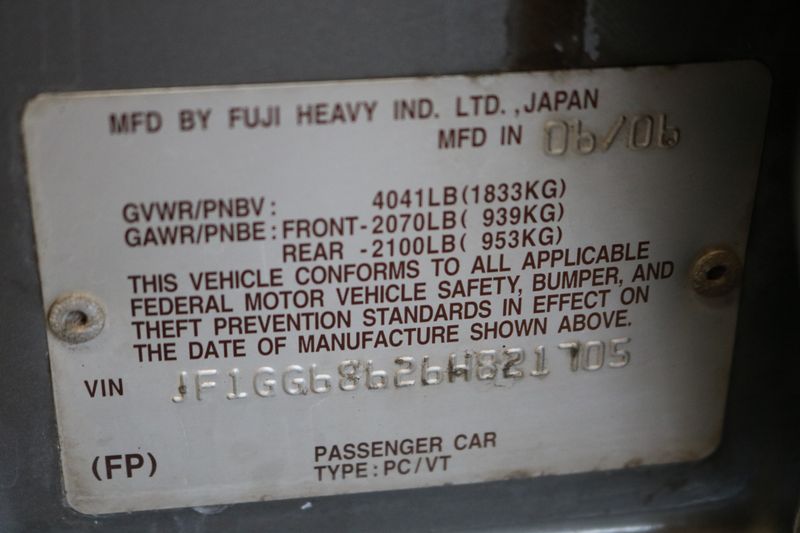 MFD BY FUJI HEAVY IND. LTD. ,JAPAN
MFD IN 06/06
GVWR/PNBV: 4041LB(1833KG)
GAWR/PNBE: FRONT-2070LB( 939KG)
REAR -2100LB( 953KG)
THIS VEHICLE CONFORMS TO ALL APPLICABLE
FEDERAL MOTOR VEHICLE SAFETY, BUMPER, AND
THEFT PREVENTION STANDARDS IN EFFECT ON
THE DATE OF MANUFACTURE SHOWN ABOVE.
VIN JF1GG68626H821705
(FP) PASSENGER CAR
TYPE: PC/VT